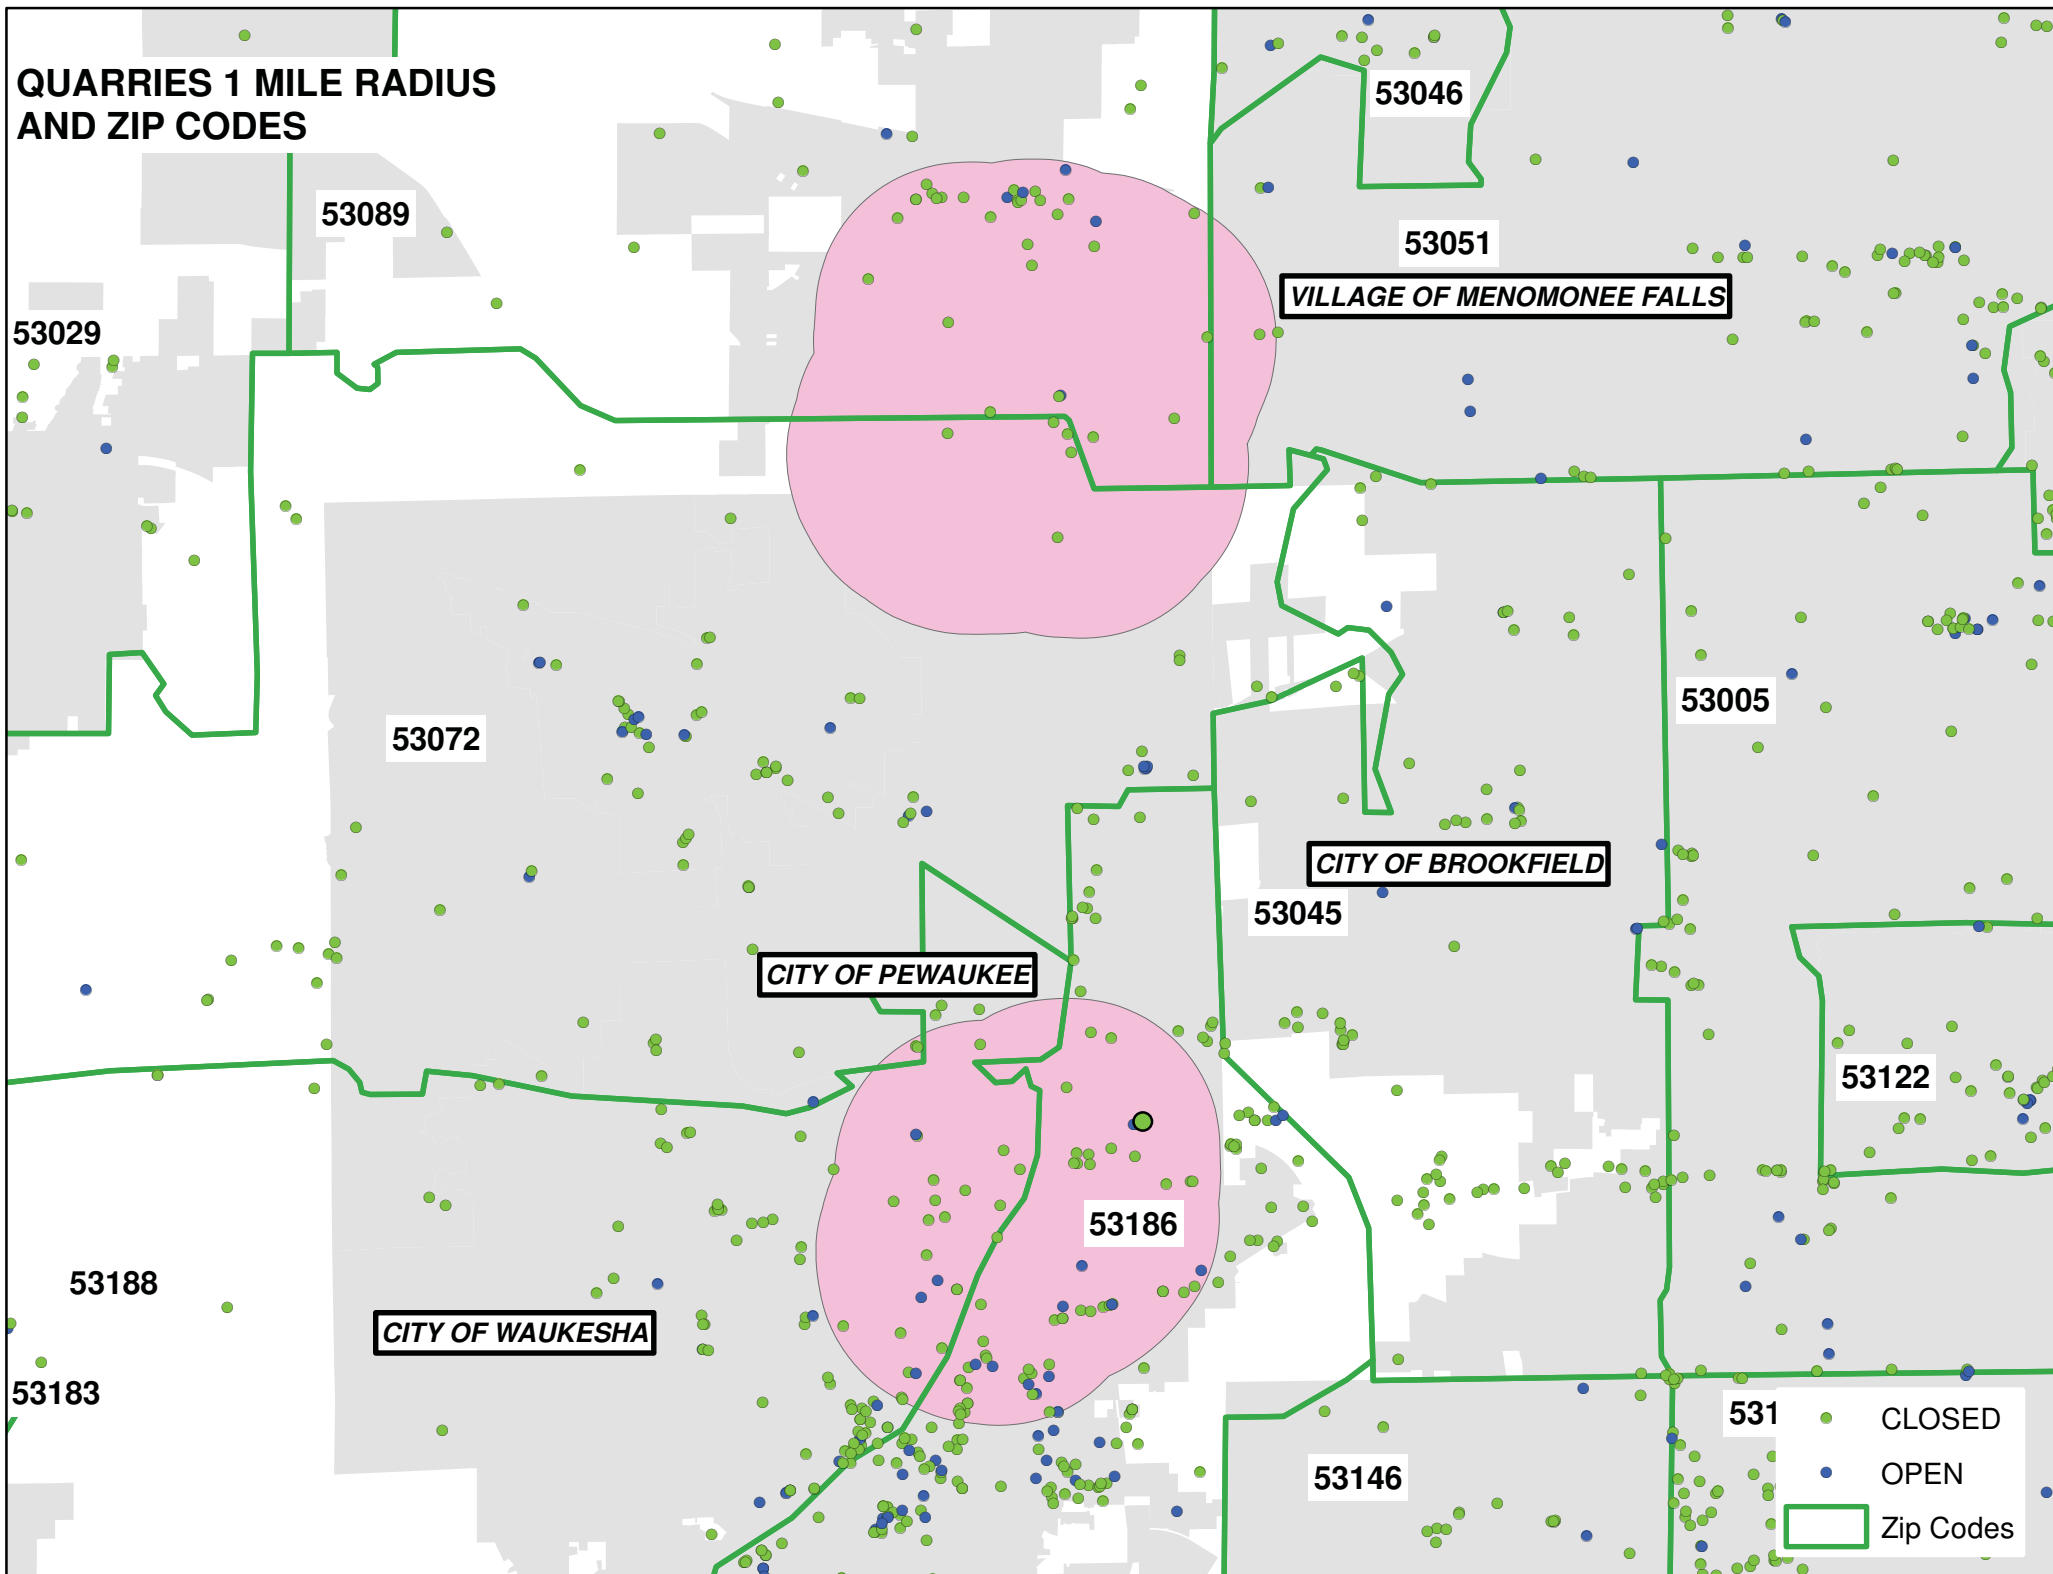 QUARRIES 1 MILE RADIUS
AND ZIP CODES
53046
53089
53051
VILLAGE OF MENOMONEE FALLS
53029
53005
53072
CITY OF BROOKFIELD
53045
CITY OF PEWAUKEE
53122
53186
53188
CITY OF WAUKESHA
53183
531
CLOSED
OPEN
Zip Codes
53146